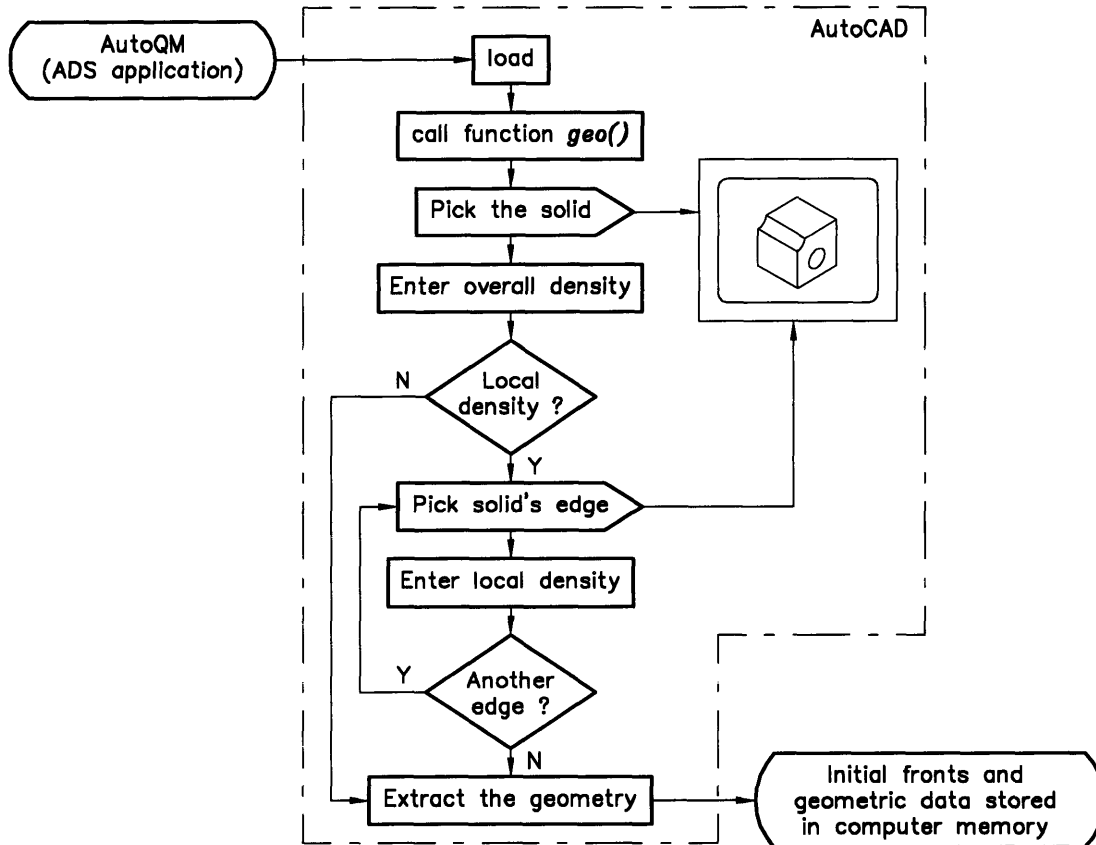 AutoCAD
AutoQM
(ADS application)
load
call function geo()
Pick the solid
Enter overall density
Local
density ?
N
Y
Pick solid's edge
Enter local density
Another
edge ?
Y
N
Extract the geometry
Initial fronts and
geometric data stored
in computer memory